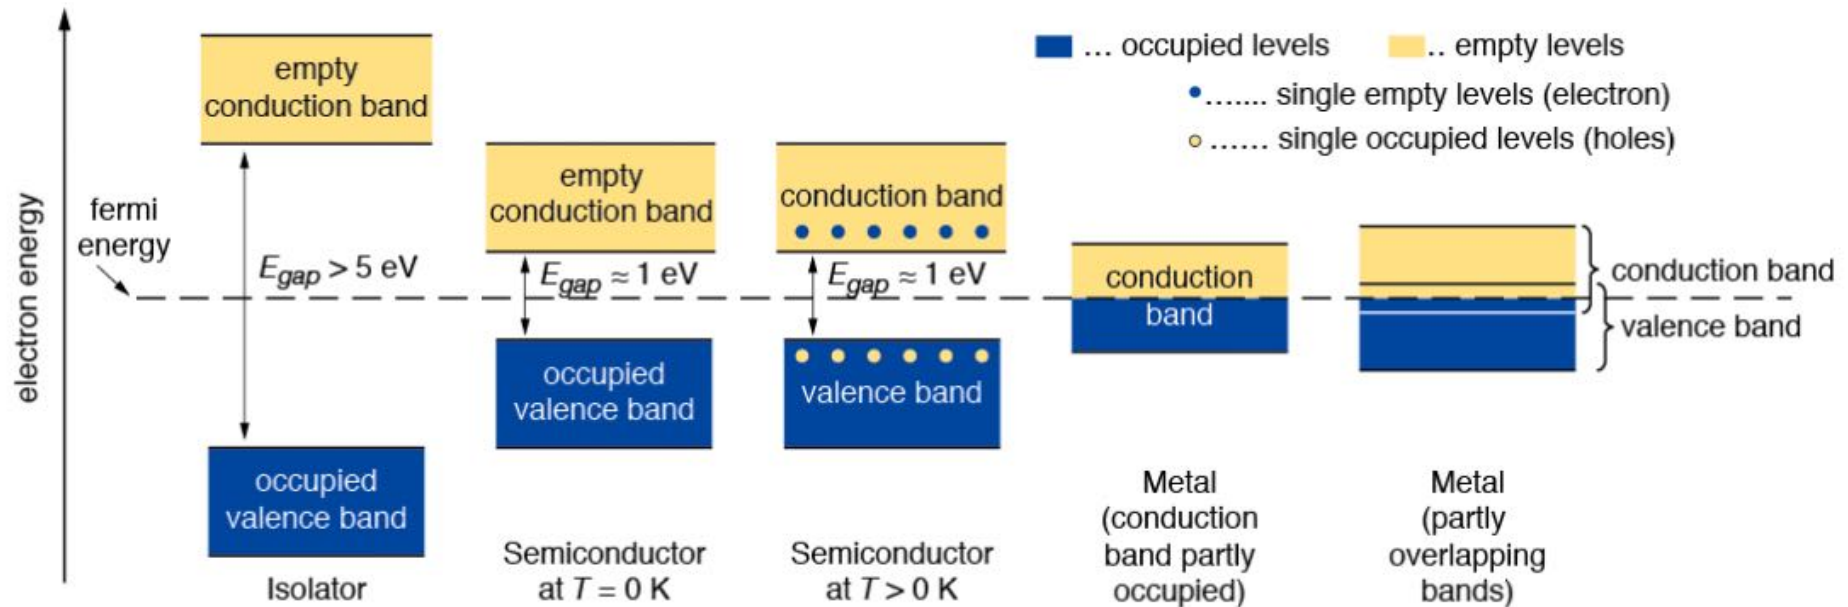 electron energy
fermi
energy
empty
conduction band
E_gap > 5 eV
occupied
valence band
Isolator
empty
conduction band
E_gap ≈ 1 eV
occupied
valence band
Semiconductor
at T = 0 K
conduction band
E_gap ≈ 1 eV
valence band
Semiconductor
at T > 0 K
... occupied levels
.. empty levels
....... single empty levels (electron)
...... single occupied levels (holes)
conduction
band
Metal
(conduction
band partly
occupied)
conduction band
valence band
Metal
(partly
overlapping
bands)